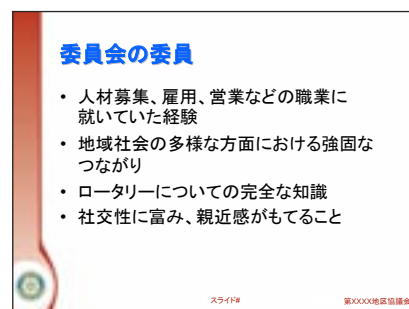 委員会の委員
• 人材募集、雇用、営業などの職業に
就いていた経験
• 地域社会の多様な方面における強固な
つながり
• ロータリーについての完全な知識
• 社交性に富み、親近感がもてること
スライド# 第XXXX地区協議会